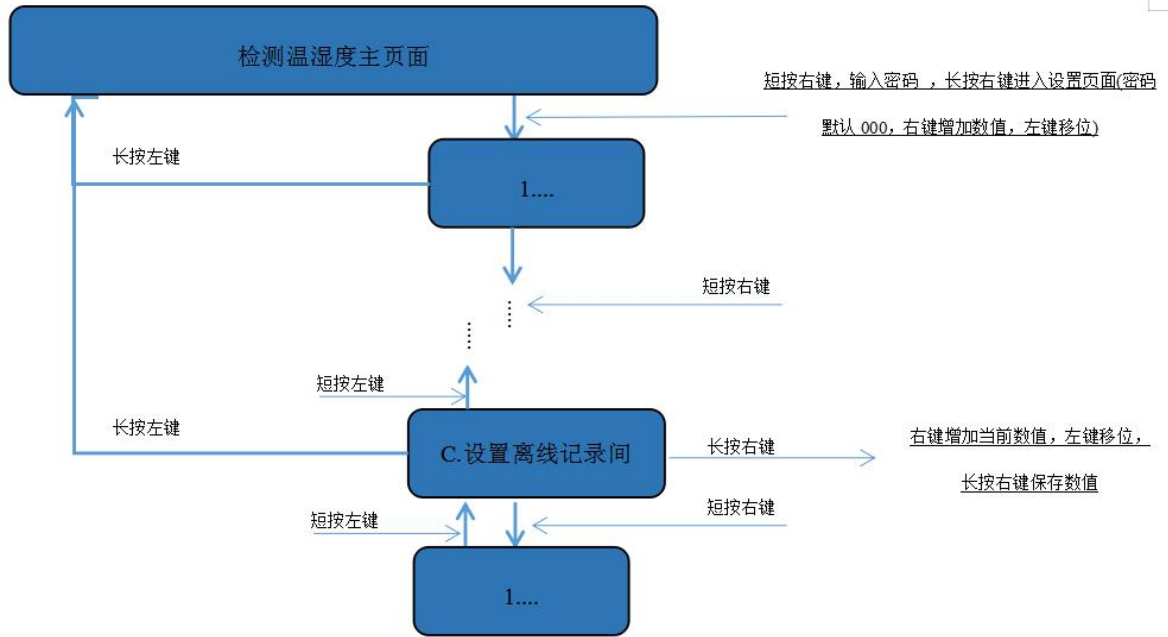 检测温湿度主页面
短按右键，输入密码 ，长按右键进入设置页面(密码
默认 000，右键增加数值，左键移位)
长按左键
1....
短按右键
......
......
短按左键
长按左键
C.设置离线记录间
长按右键
右键增加当前数值，左键移位，
长按右键保存数值
短按左键
短按右键
1....